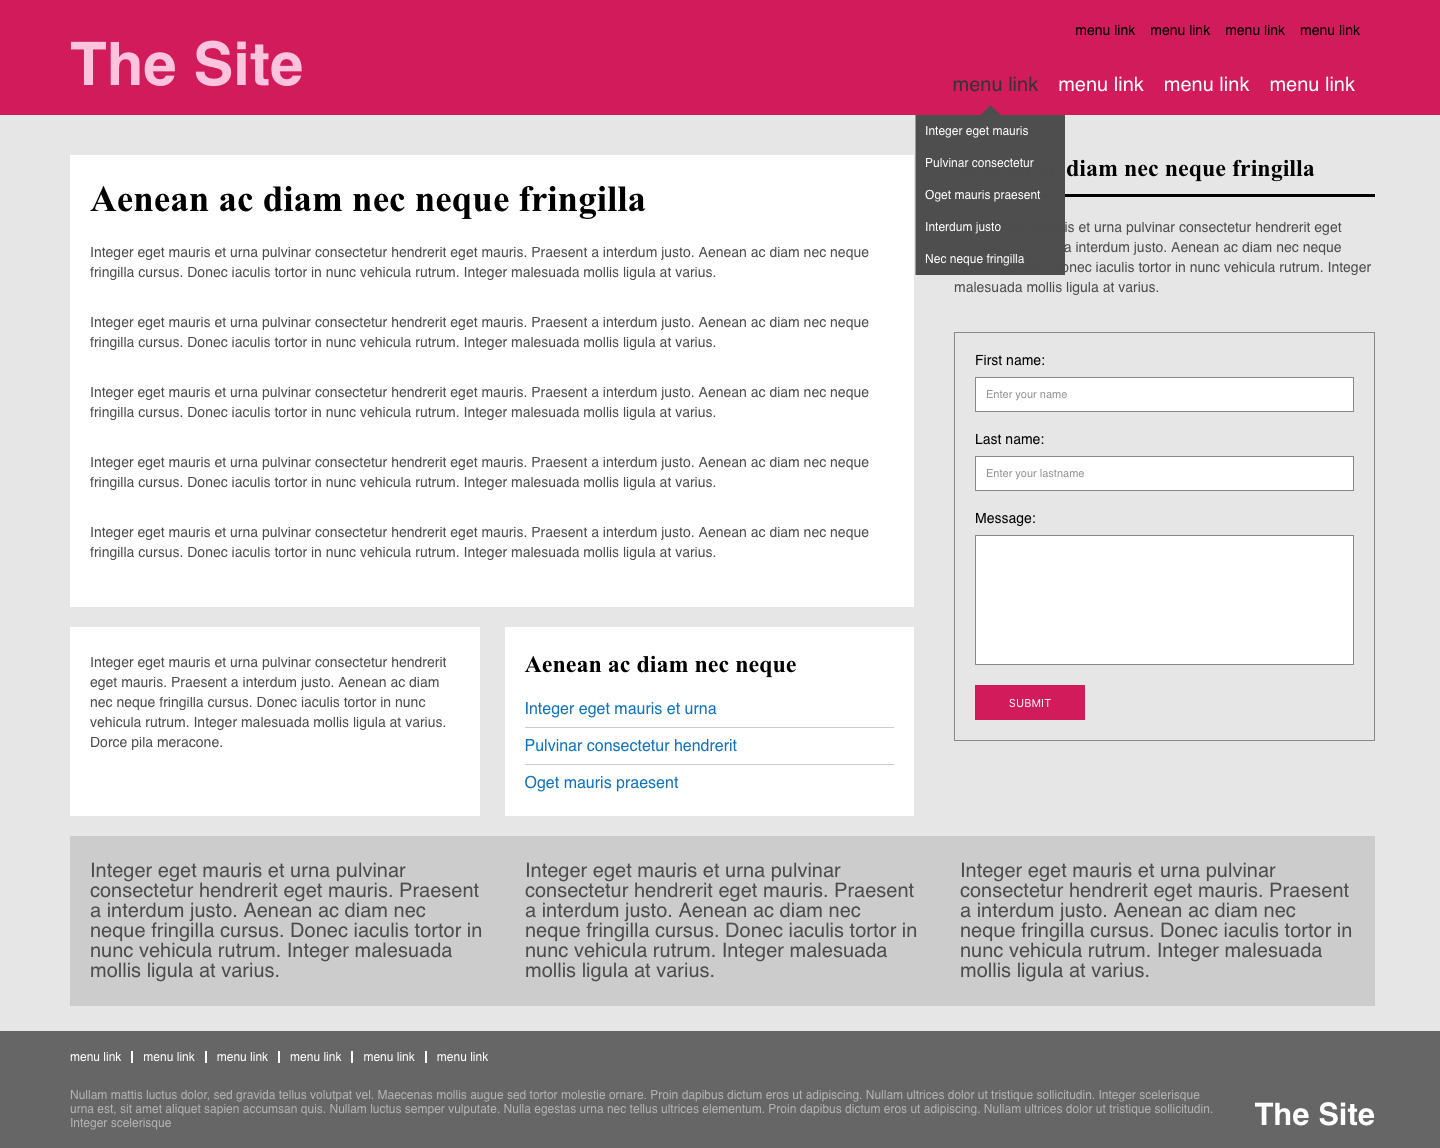 The Site
menu link menu link menu link menu link
menu link menu link menu link menu link
Integer eget mauris
Pulvinar consectetur
Oget mauris praesent
Interdum justo
Nec neque fringilla
Aenean ac diam nec neque fringilla
Integer eget mauris et urna pulvinar consectetur hendrerit eget mauris. Praesent a interdum justo. Aenean ac diam nec neque
fringilla cursus. Donec iaculis tortor in nunc vehicula rutrum. Integer malesuada mollis ligula at varius.
Integer eget mauris et urna pulvinar consectetur hendrerit eget mauris. Praesent a interdum justo. Aenean ac diam nec neque
fringilla cursus. Donec iaculis tortor in nunc vehicula rutrum. Integer malesuada mollis ligula at varius.
Integer eget mauris et urna pulvinar consectetur hendrerit eget mauris. Praesent a interdum justo. Aenean ac diam nec neque
fringilla cursus. Donec iaculis tortor in nunc vehicula rutrum. Integer malesuada mollis ligula at varius.
Integer eget mauris et urna pulvinar consectetur hendrerit eget mauris. Praesent a interdum justo. Aenean ac diam nec neque
fringilla cursus. Donec iaculis tortor in nunc vehicula rutrum. Integer malesuada mollis ligula at varius.
Integer eget mauris et urna pulvinar consectetur hendrerit eget mauris. Praesent a interdum justo. Aenean ac diam nec neque
fringilla cursus. Donec iaculis tortor in nunc vehicula rutrum. Integer malesuada mollis ligula at varius.
Integer eget mauris et urna pulvinar consectetur hendrerit
eget mauris. Praesent a interdum justo. Aenean ac diam
nec neque fringilla cursus. Donec iaculis tortor in nunc
vehicula rutrum. Integer malesuada mollis ligula at varius.
Dorce pila meracone.
Aenean ac diam nec neque
Integer eget mauris et urna
Pulvinar consectetur hendrerit
Oget mauris praesent
diam nec neque fringilla
et urna pulvinar consectetur hendrerit eget
a interdum justo. Aenean ac diam nec neque
iaculis tortor in nunc vehicula rutrum. Integer
malesuada mollis ligula at varius.
First name:
Enter your name
Last name:
Enter your lastname
Message:
SUBMIT
Integer eget mauris et urna pulvinar
consectetur hendrerit eget mauris. Praesent
a interdum justo. Aenean ac diam nec
neque fringilla cursus. Donec iaculis tortor in
nunc vehicula rutrum. Integer malesuada
mollis ligula at varius.
Integer eget mauris et urna pulvinar
consectetur hendrerit eget mauris. Praesent
a interdum justo. Aenean ac diam nec
neque fringilla cursus. Donec iaculis tortor in
nunc vehicula rutrum. Integer malesuada
mollis ligula at varius.
Integer eget mauris et urna pulvinar
consectetur hendrerit eget mauris. Praesent
a interdum justo. Aenean ac diam nec
neque fringilla cursus. Donec iaculis tortor in
nunc vehicula rutrum. Integer malesuada
mollis ligula at varius.
menu link | menu link | menu link | menu link | menu link | menu link
Nullam mattis luctus dolor, sed gravida tellus volutpat vel. Maecenas mollis augue sed tortor molestie ornare. Proin dapibus dictum eros ut adipiscing. Nullam ultrices dolor ut tristique sollicitudin. Integer scelerisque
urna est, sit amet aliquet sapien accumsan quis. Nullam luctus semper vulputate. Nulla egestas urna nec tellus ultrices elementum. Proin dapibus dictum eros ut adipiscing. Nullam ultrices dolor ut tristique sollicitudin.
Integer scelerisque
The Site